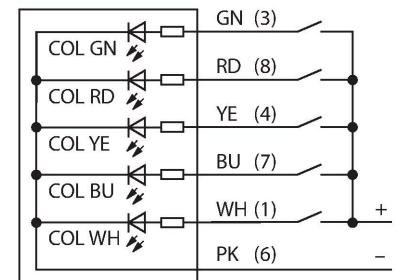 GN (3)
COL GN
RD (8)
COL RD
YE (4)
COL YE
BU (7)
COL BU
WH (1)
+
COL WH
PK (6)
–